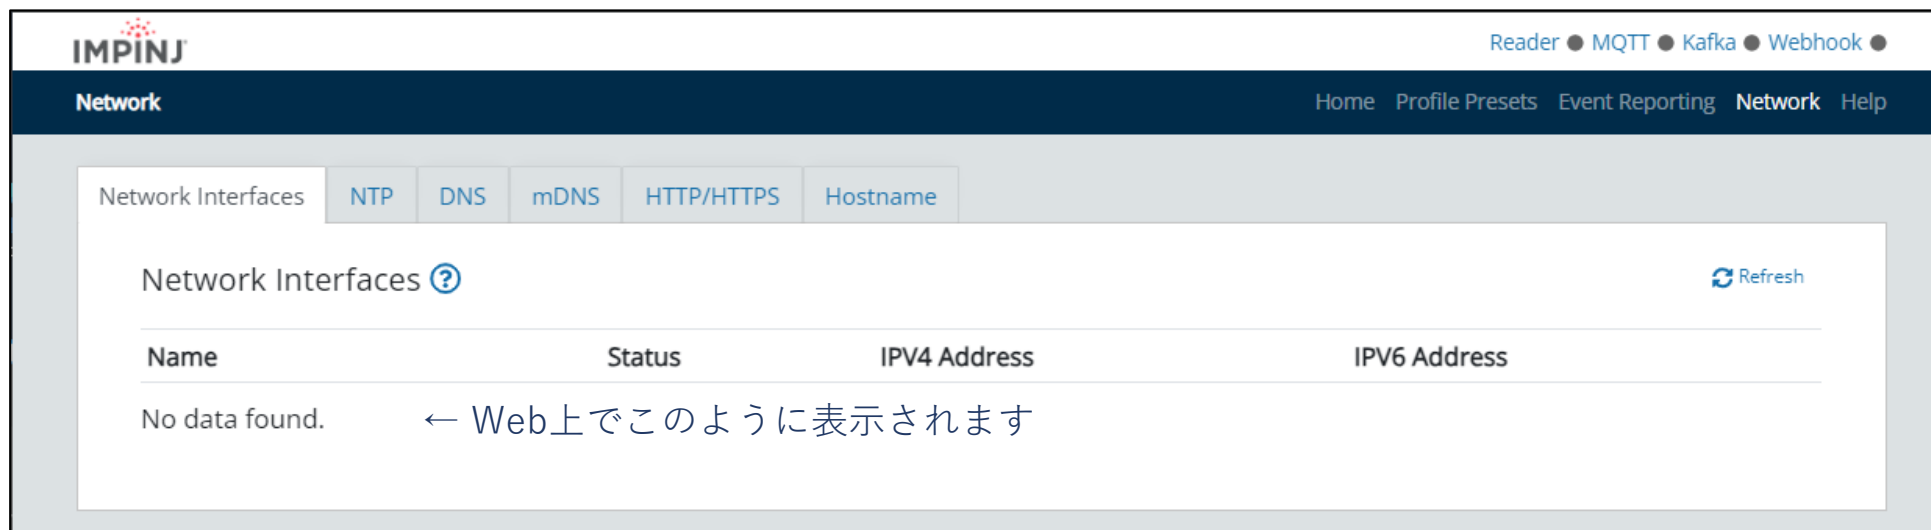 IMPINJ
Reader ● MQTT ● Kafka ● Webhook ●
Network
Home Profile Presets Event Reporting Network Help
Network Interfaces NTP DNS mDNS HTTP/HTTPS Hostname
Network Interfaces ?
Refresh
Name Status IPV4 Address IPV6 Address
No data found. ← Web上でこのように表示されます